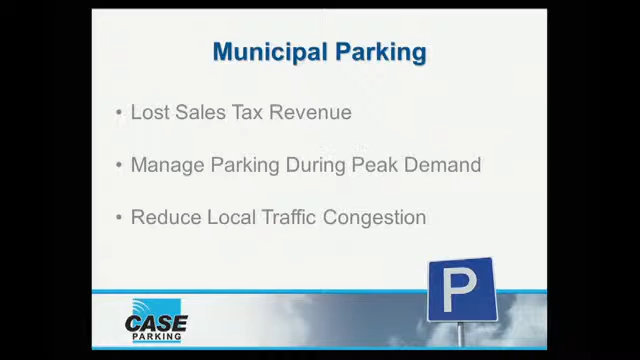 Municipal Parking
• Lost Sales Tax Revenue
• Manage Parking During Peak Demand
• Reduce Local Traffic Congestion
P
CASE
PARKING